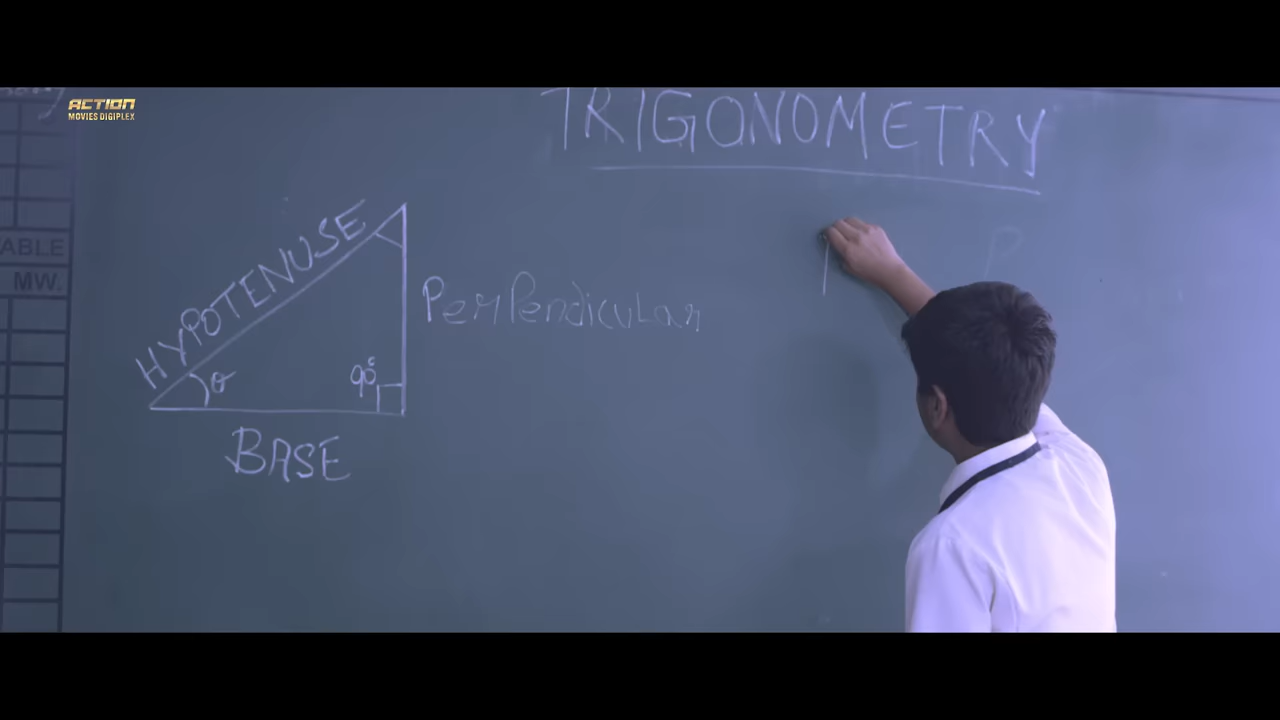 ACTION
MOVIES DIGIPLEX
TRIGONOMETRY
HYPOTENUSE
Perpendicular
θ
90°
BASE
P
ABLE
MW.